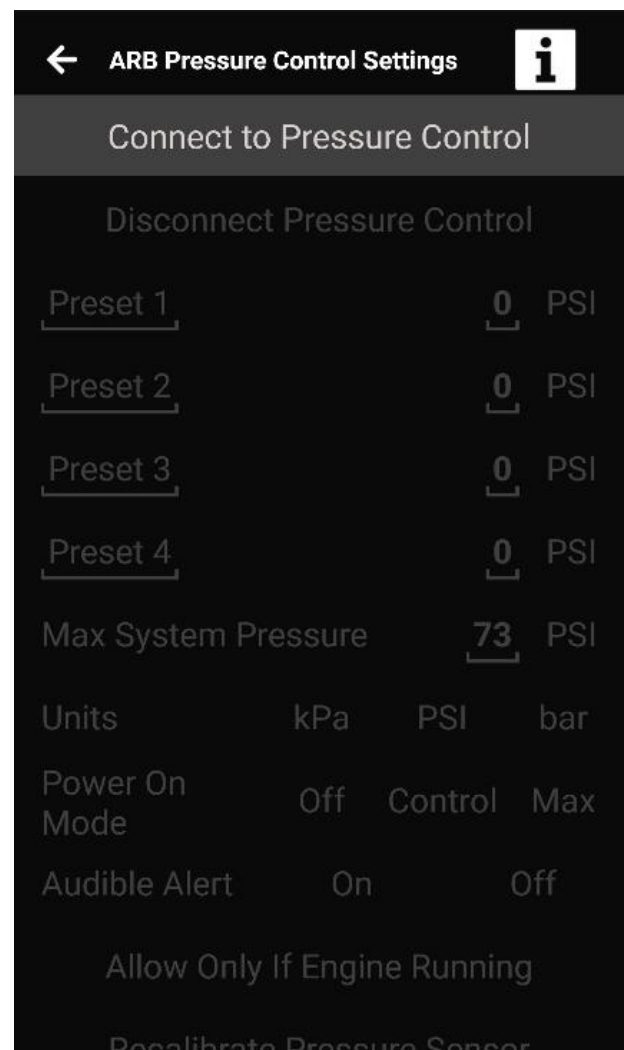 ARB Pressure Control Settings i
Connect to Pressure Control
Disconnect Pressure Control
Preset 1 0 PSI
Preset 2 0 PSI
Preset 3 0 PSI
Preset 4 0 PSI
Max System Pressure 73 PSI
Units kPa PSI bar
Power On
Mode Off Control Max
Audible Alert On Off
Allow Only If Engine Running
Recalibrate Pressure Sensor